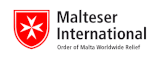 Malteser
International
Order of Malta Worldwide Relief